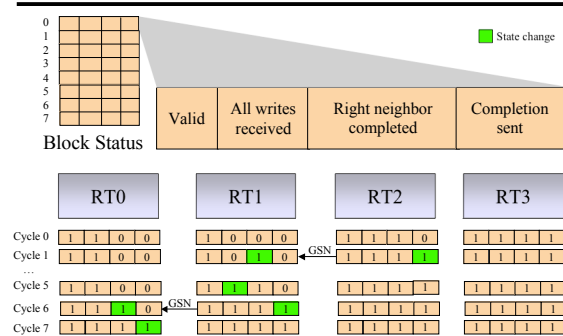 0
1
2
3
4
5
6
7
Block Status
State change
Valid
All writes
received
Right neighbor
completed
Completion
sent
RT0 RT1 RT2 RT3
Cycle 0 1 1 0 0 1 0 0 0 1 1 1 0 1 1 1 1
Cycle 1 1 1 0 0 1 0 1 0 GSN 1 1 1 1 1 1 1 1
...
Cycle 5 1 1 0 0 1 1 1 0 1 1 1 1 1 1 1 1
Cycle 6 1 1 1 0 GSN 1 1 1 1 1 1 1 1 1 1 1 1
Cycle 7 1 1 1 1 1 1 1 1 1 1 1 1 1 1 1 1